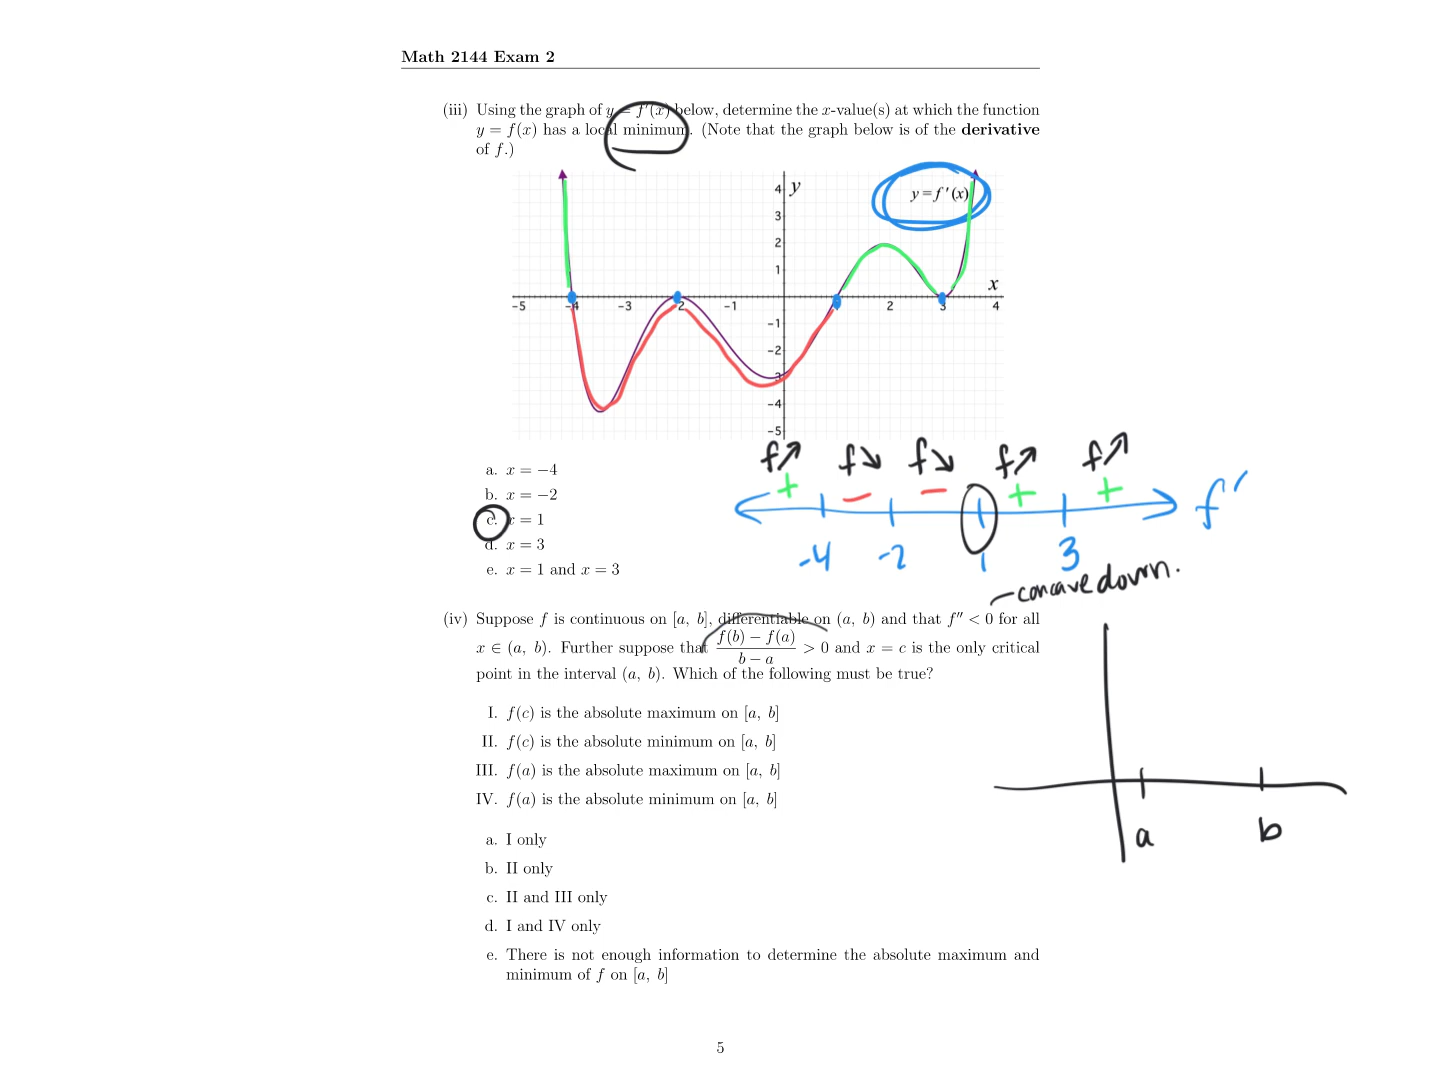 Math 2144 Exam 2
(iii) Using the graph of y = f′(x) below, determine the x-value(s) at which the function
y = f(x) has a local minimum. (Note that the graph below is of the derivative
of f.)
y
y = f ′(x)
4
3
2
1
x
-5 -4 -3 -2 -1 2 3 4
-1
-2
-3
-4
-5
f↗ f↘ f↘ f↗ f↗
+ − − + +
f′
-4 -2 1 3
a. x = −4
b. x = −2
c. x = 1
d. x = 3
e. x = 1 and x = 3
concave down.
(iv) Suppose f is continuous on [a, b], differentiable on (a, b) and that f″ < 0 for all
x ∈ (a, b). Further suppose that (f(b) − f(a))/(b − a) > 0 and x = c is the only critical
point in the interval (a, b). Which of the following must be true?
I. f(c) is the absolute maximum on [a, b]
II. f(c) is the absolute minimum on [a, b]
III. f(a) is the absolute maximum on [a, b]
IV. f(a) is the absolute minimum on [a, b]
a b
a. I only
b. II only
c. II and III only
d. I and IV only
e. There is not enough information to determine the absolute maximum and
minimum of f on [a, b]
5